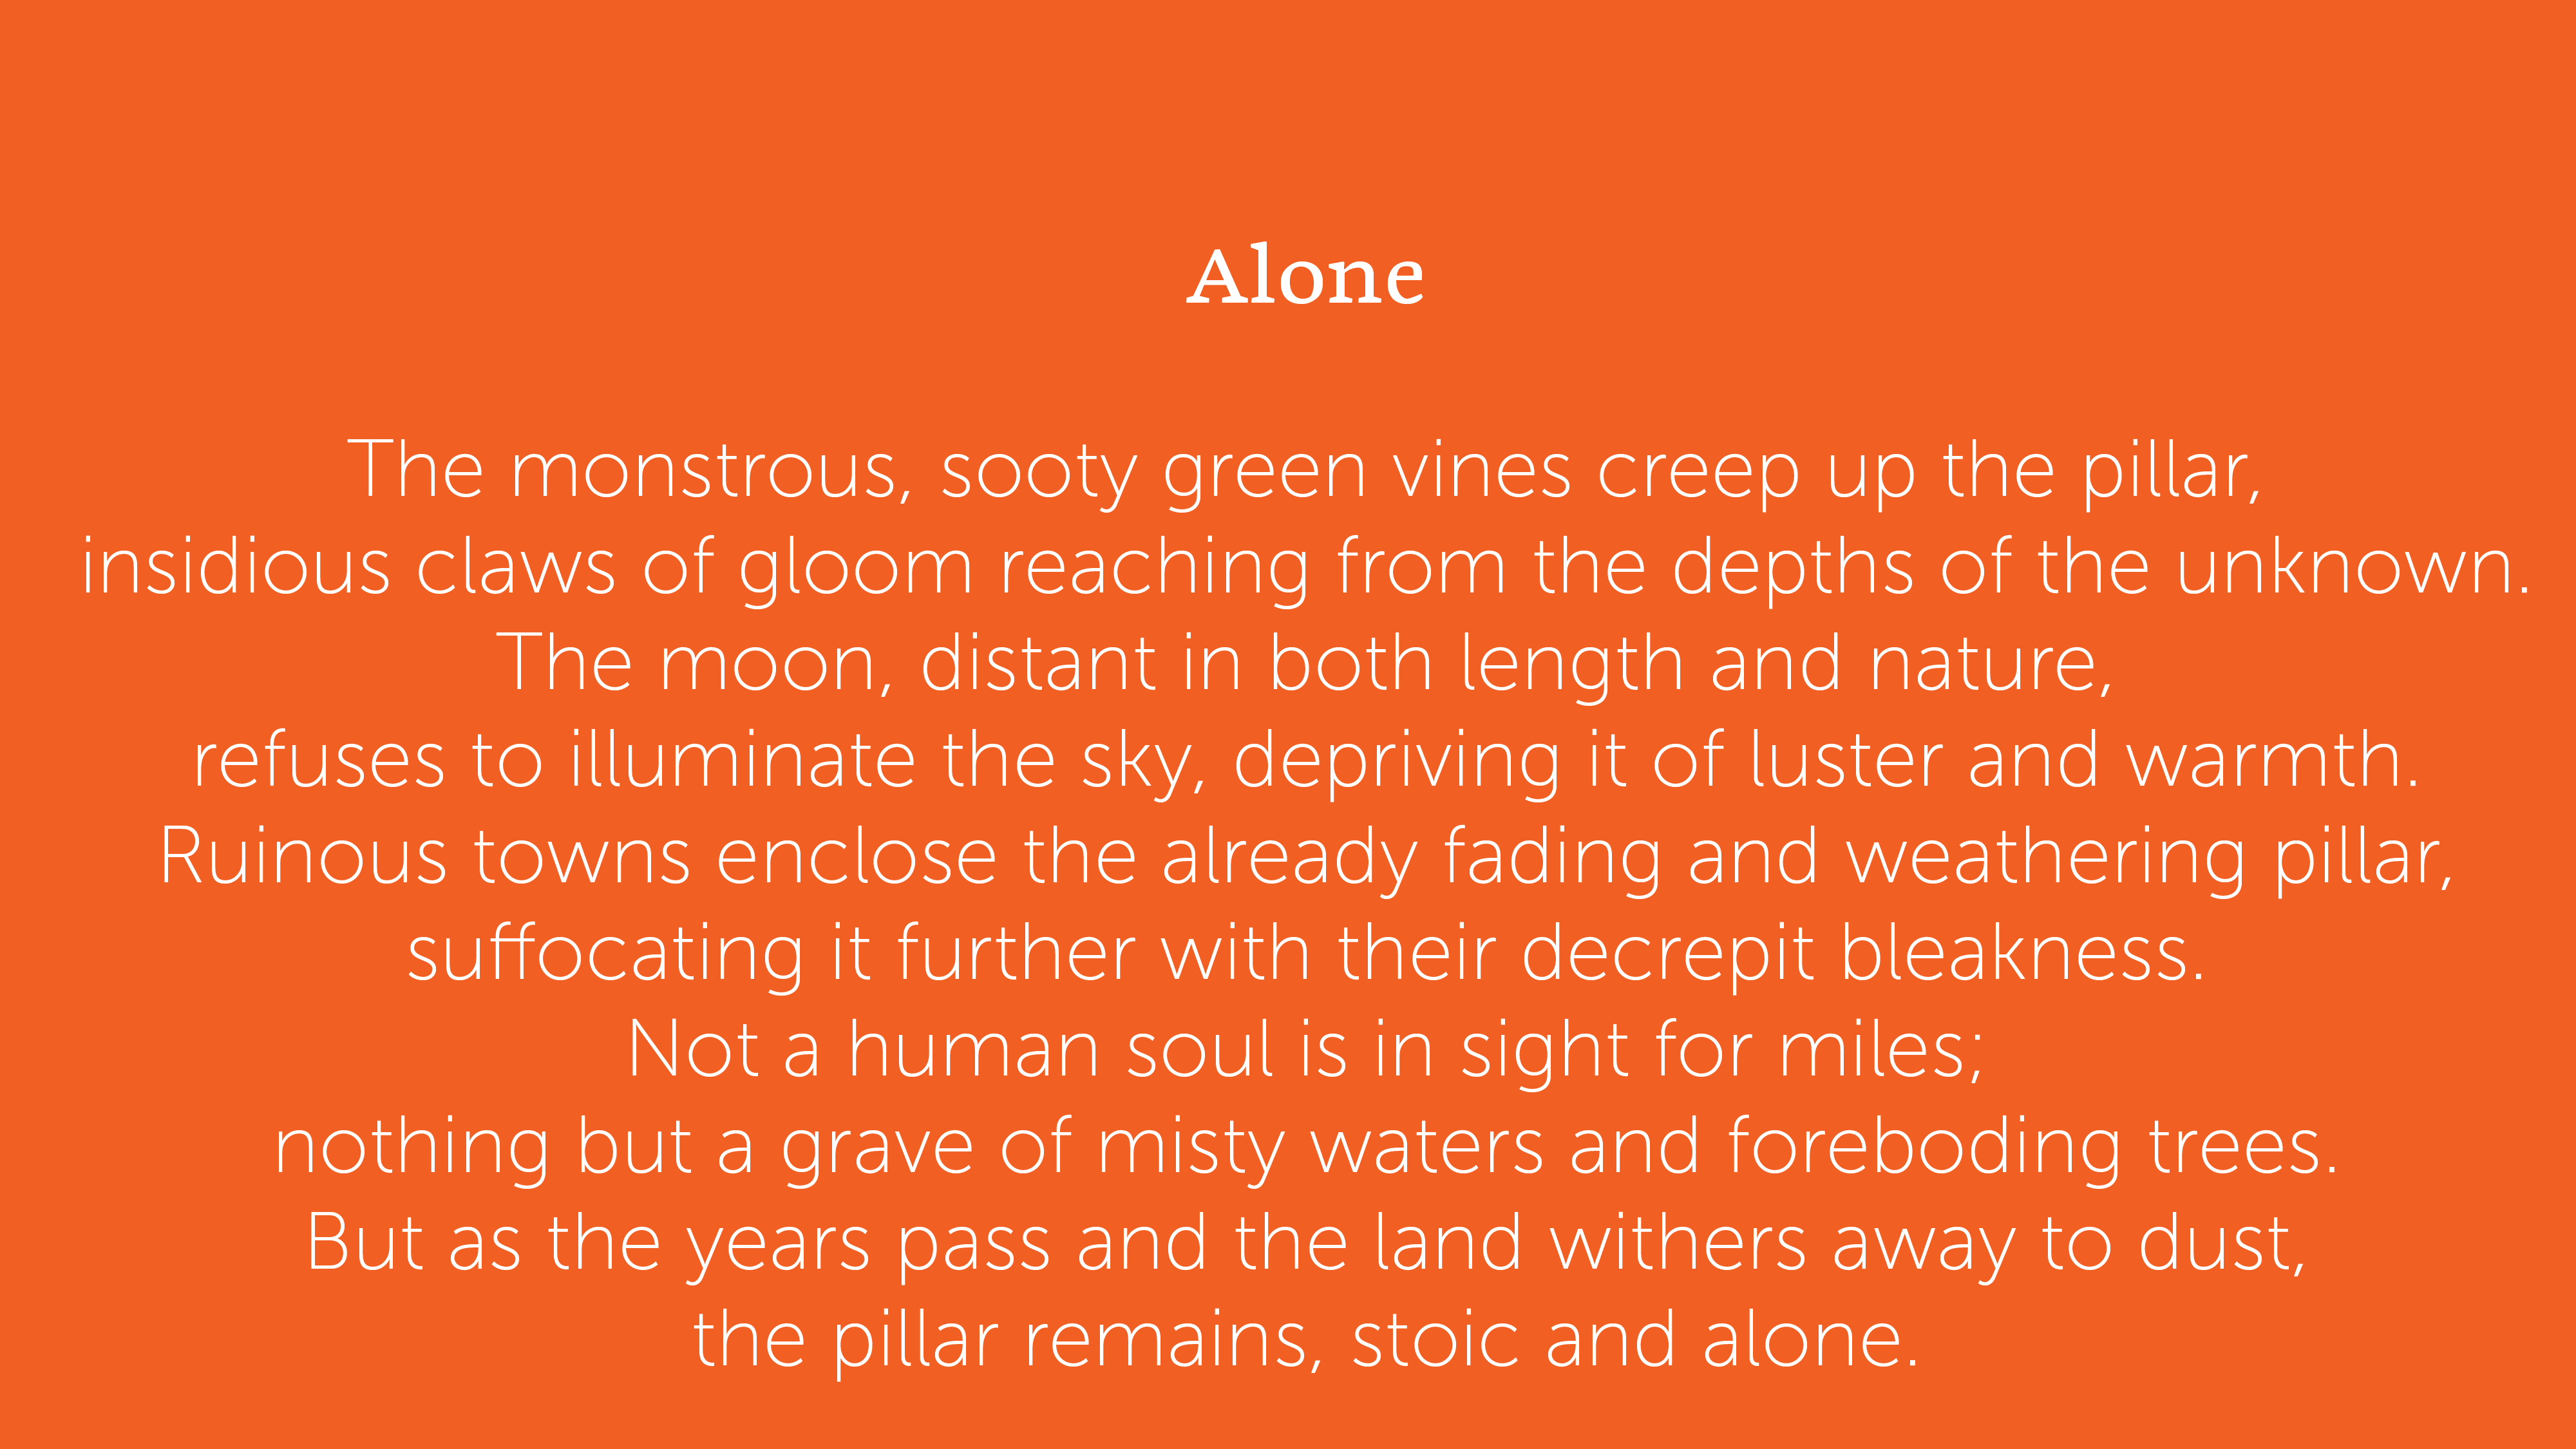 Alone
The monstrous, sooty green vines creep up the pillar,
insidious claws of gloom reaching from the depths of the unknown.
The moon, distant in both length and nature,
refuses to illuminate the sky, depriving it of luster and warmth.
Ruinous towns enclose the already fading and weathering pillar,
suffocating it further with their decrepit bleakness.
Not a human soul is in sight for miles;
nothing but a grave of misty waters and foreboding trees.
But as the years pass and the land withers away to dust,
the pillar remains, stoic and alone.